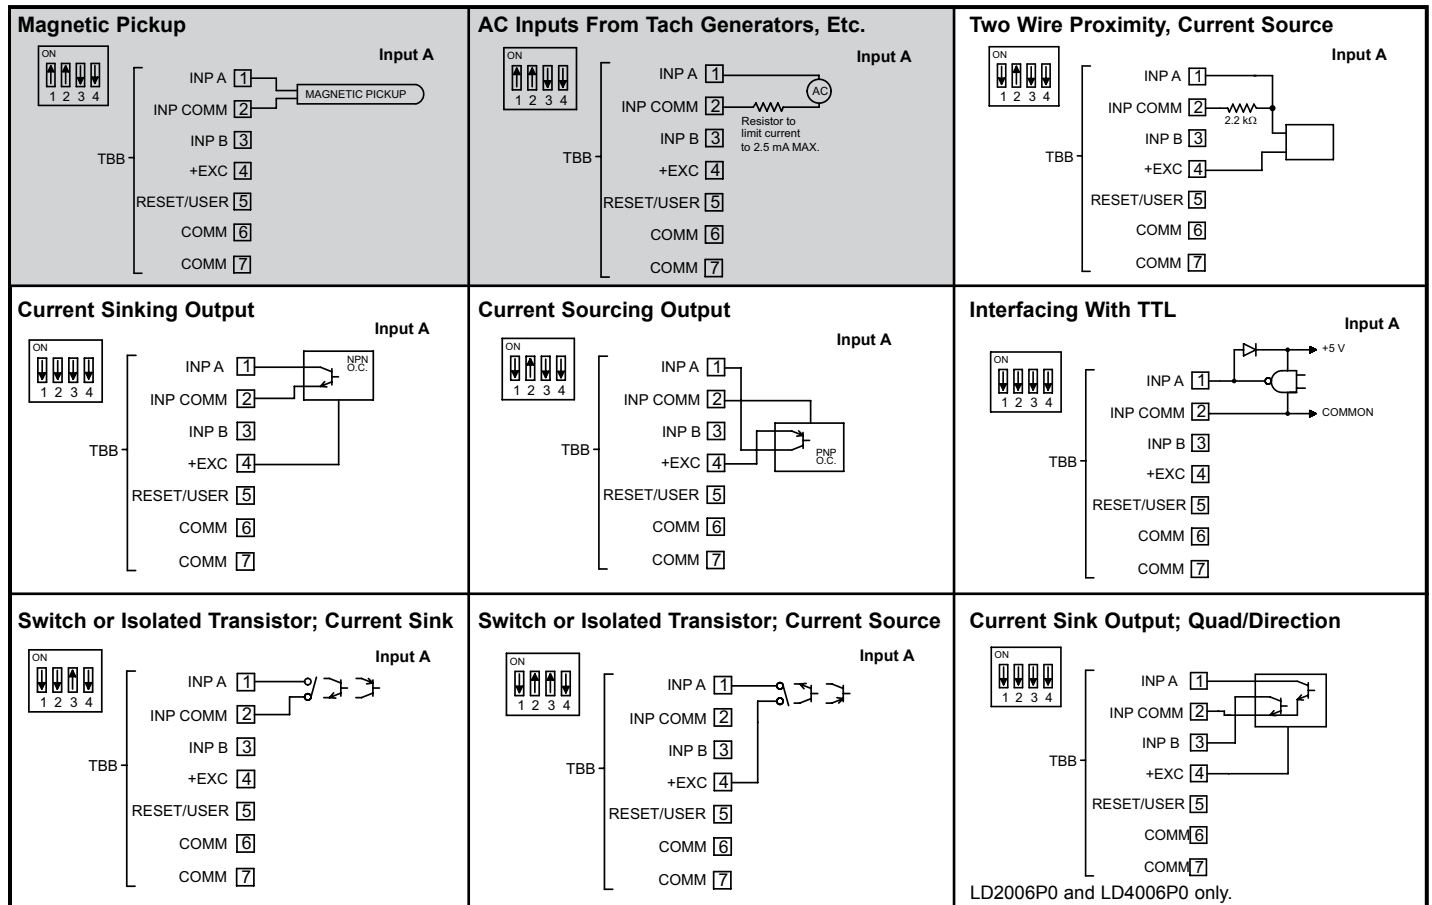 Magnetic Pickup
ON
1 2 3 4
Input A
INP A 1
MAGNETIC PICKUP
INP COMM 2
INP B 3
TBB
+EXC 4
RESET/USER 5
COMM 6
COMM 7
AC Inputs From Tach Generators, Etc.
ON
1 2 3 4
Input A
INP A 1
AC
INP COMM 2
Resistor to
limit current
to 2.5 mA MAX.
INP B 3
TBB
+EXC 4
RESET/USER 5
COMM 6
COMM 7
Two Wire Proximity, Current Source
ON
1 2 3 4
Input A
INP A 1
INP COMM 2
2.2 kΩ
INP B 3
TBB
+EXC 4
RESET/USER 5
COMM 6
COMM 7
Current Sinking Output
ON
1 2 3 4
Input A
INP A 1
NPN
O.C.
INP COMM 2
INP B 3
TBB
+EXC 4
RESET/USER 5
COMM 6
COMM 7
Current Sourcing Output
ON
1 2 3 4
Input A
INP A 1
INP COMM 2
INP B 3
TBB
PNP
O.C.
+EXC 4
RESET/USER 5
COMM 6
COMM 7
Interfacing With TTL
ON
1 2 3 4
Input A
+5 V
INP A 1
INP COMM 2
COMMON
INP B 3
TBB
+EXC 4
RESET/USER 5
COMM 6
COMM 7
Switch or Isolated Transistor; Current Sink
ON
1 2 3 4
Input A
INP A 1
INP COMM 2
INP B 3
TBB
+EXC 4
RESET/USER 5
COMM 6
COMM 7
Switch or Isolated Transistor; Current Source
ON
1 2 3 4
Input A
INP A 1
INP COMM 2
INP B 3
TBB
+EXC 4
RESET/USER 5
COMM 6
COMM 7
Current Sink Output; Quad/Direction
ON
1 2 3 4
INP A 1
INP COMM 2
INP B 3
TBB
+EXC 4
RESET/USER 5
COMM 6
COMM 7
LD2006P0 and LD4006P0 only.